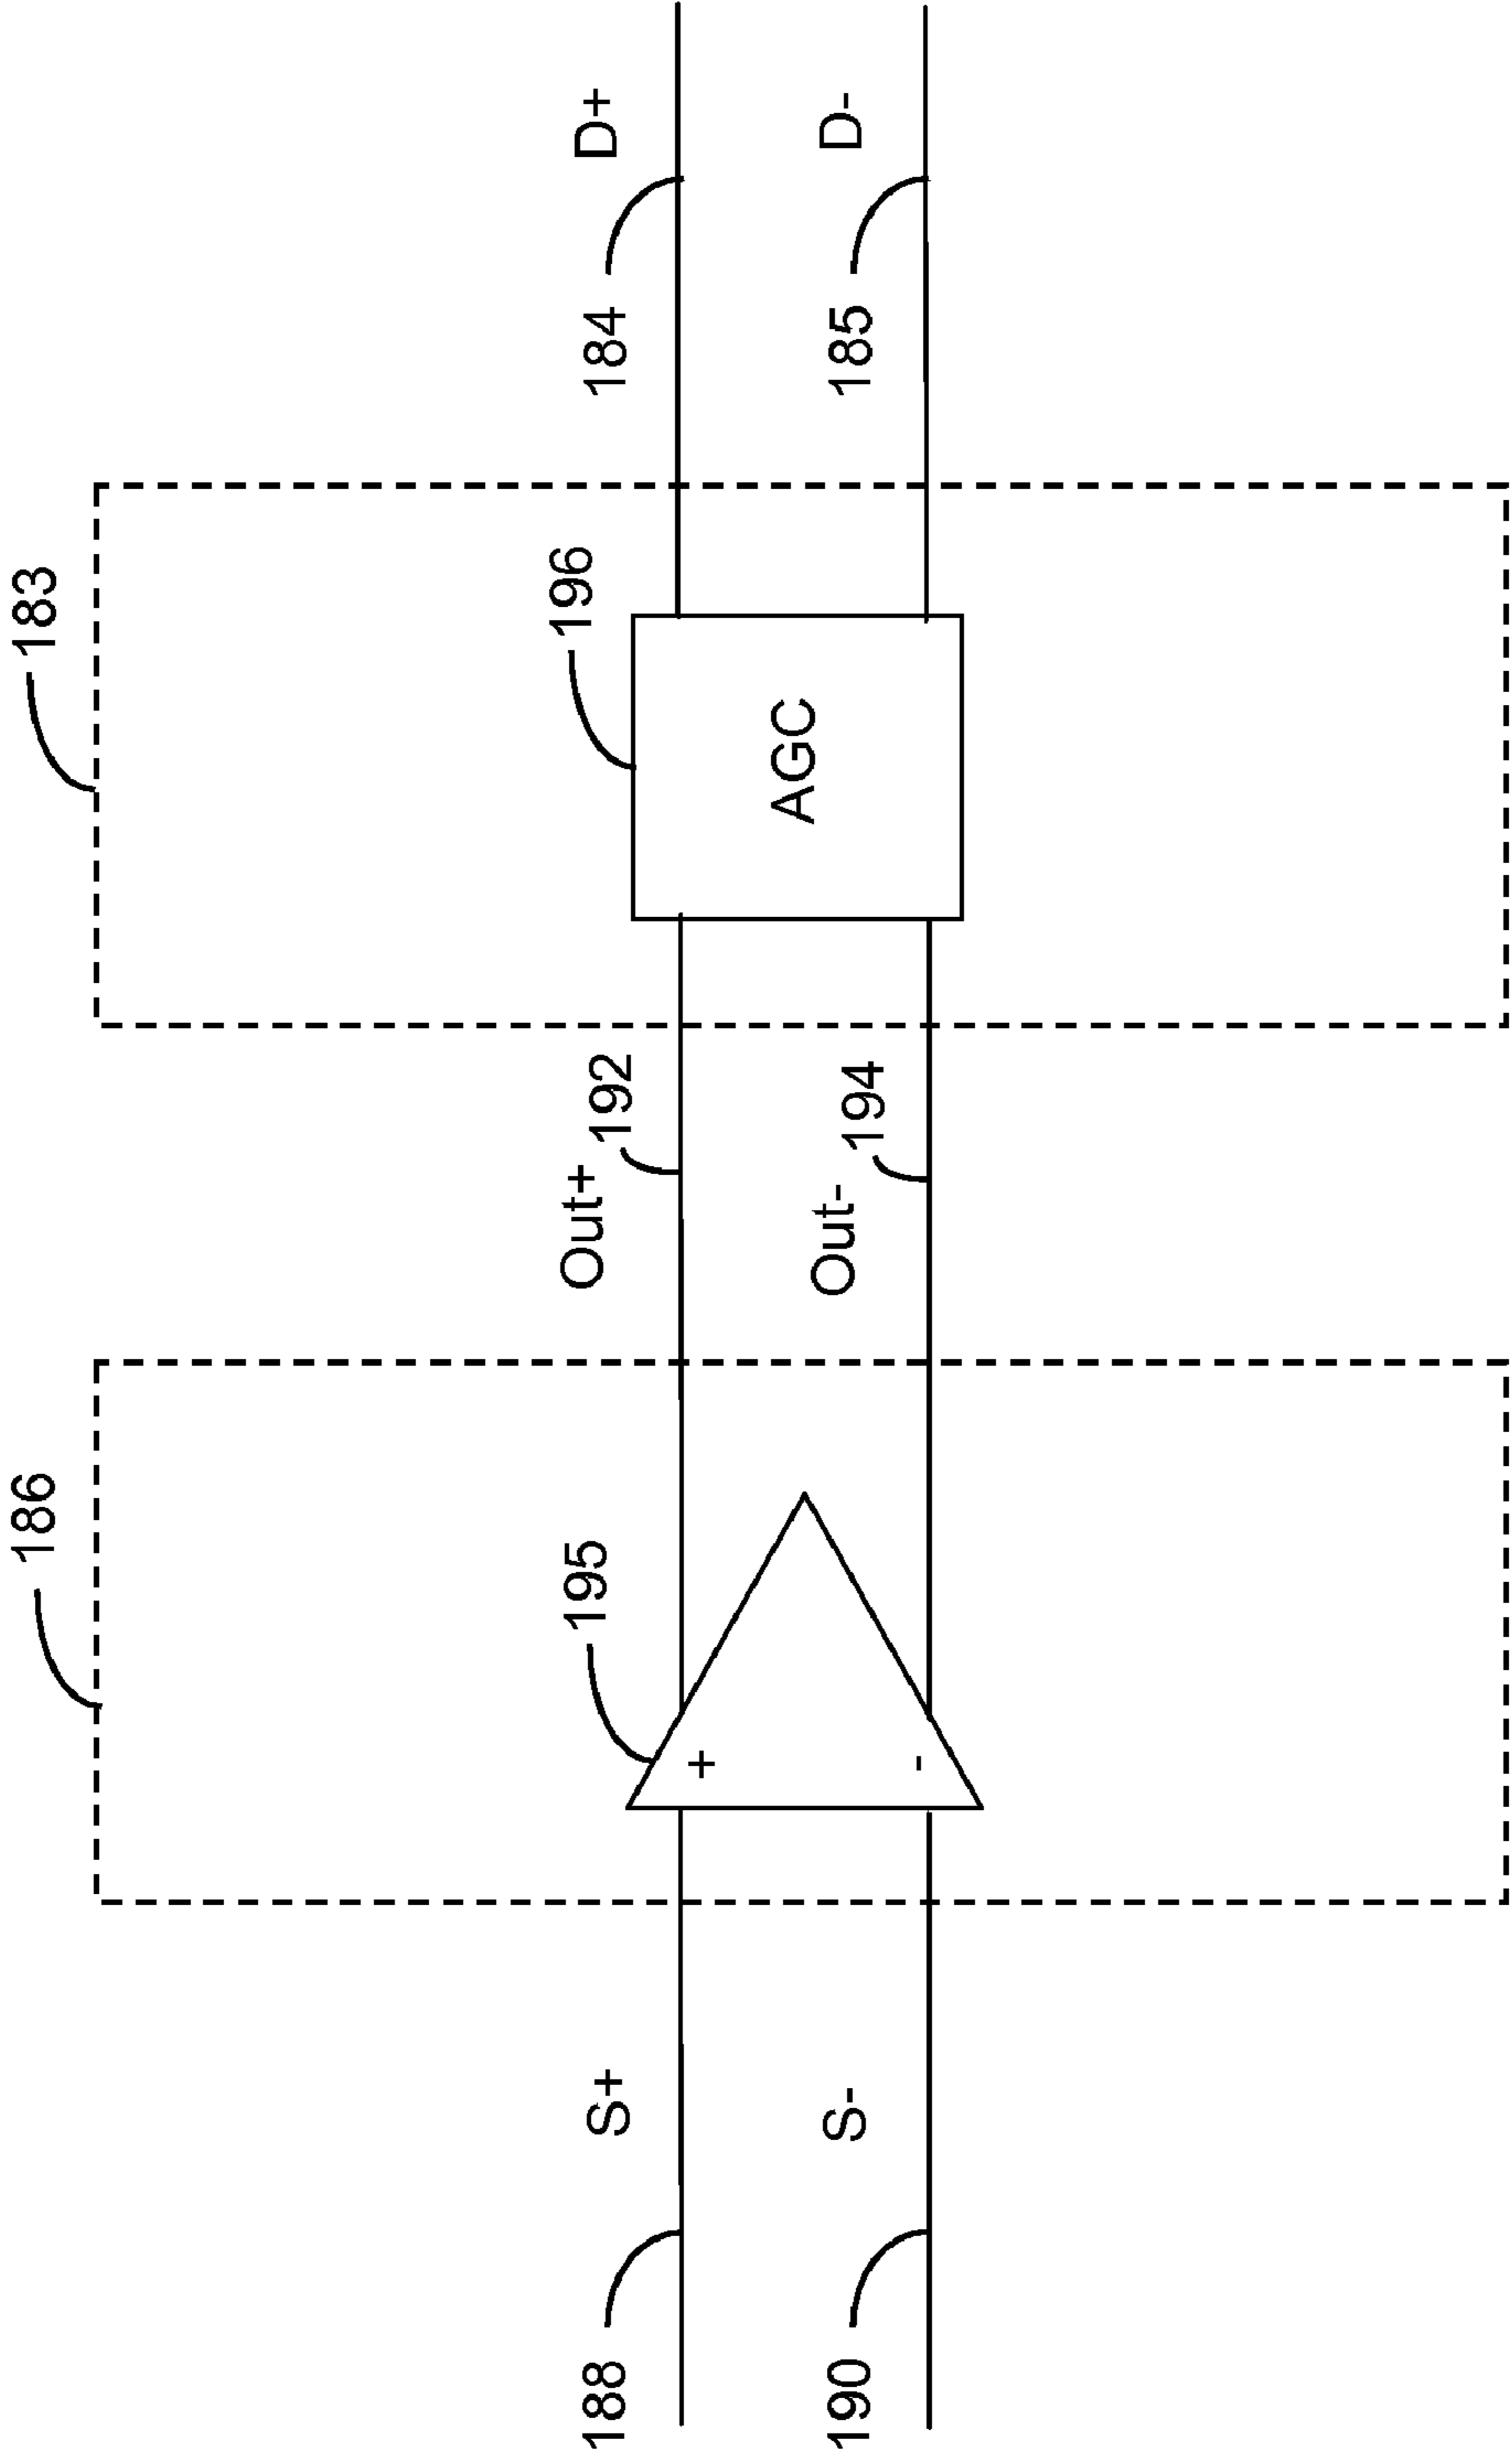 186
183
195
196
+
-
AGC
188
S+
Out+
192
184
D+
190
S-
Out-
194
185
D-